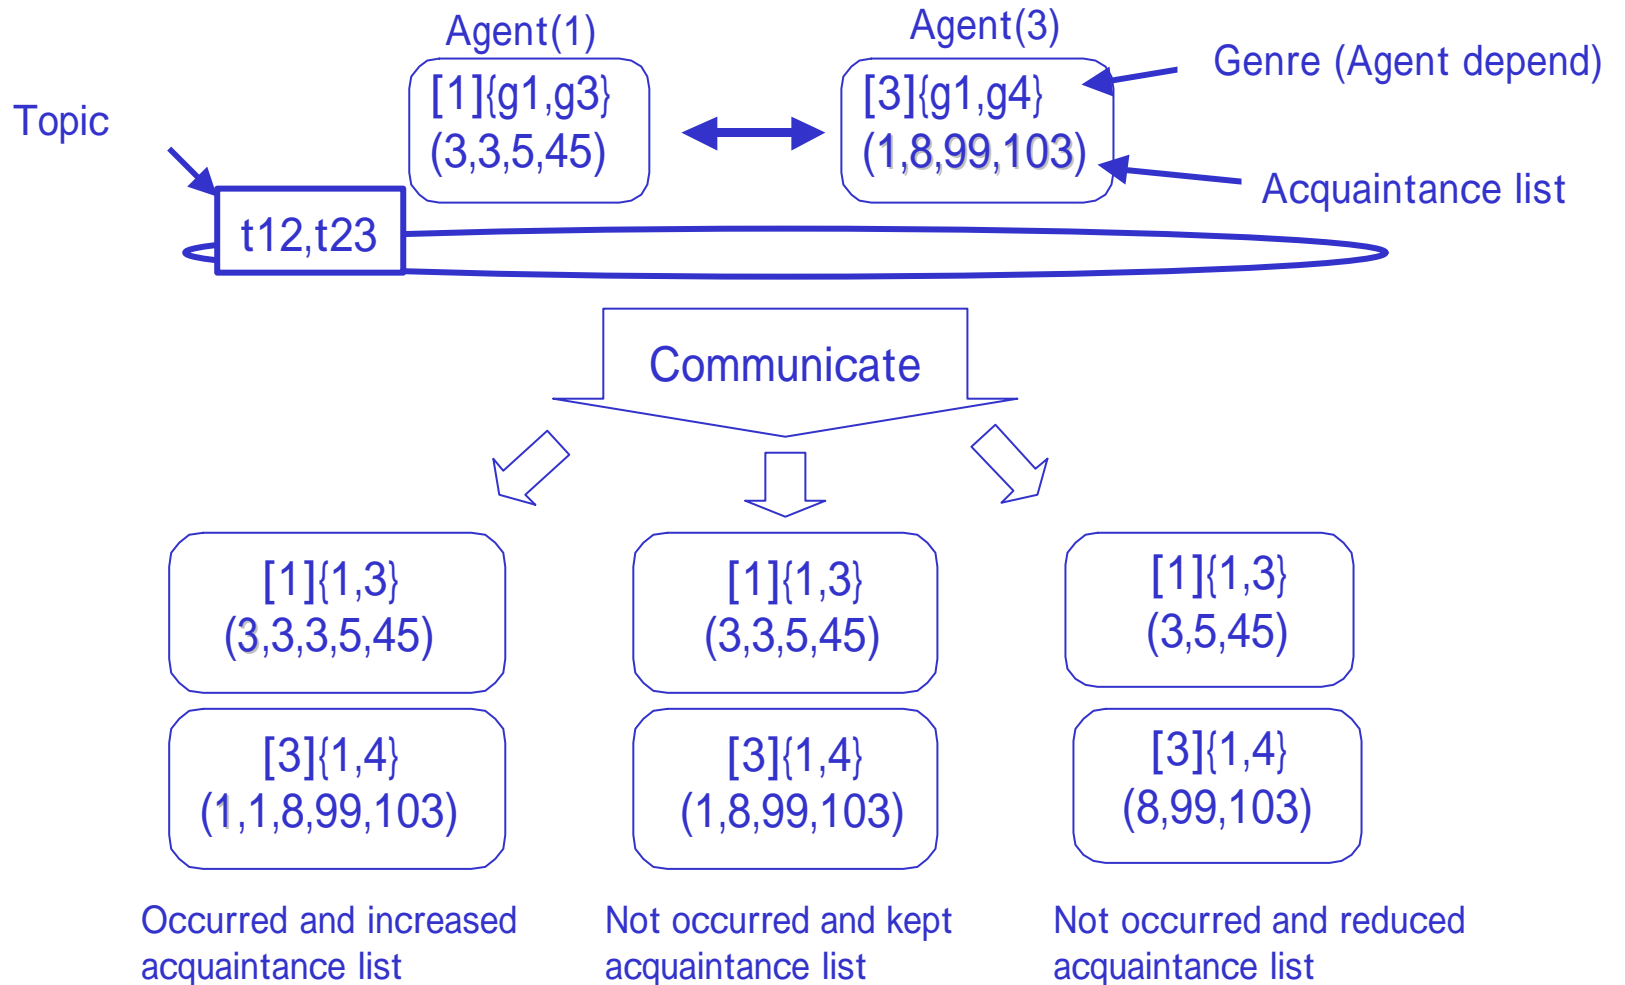 Agent(1)
Agent(3)
Genre (Agent depend)
[1]{g1,g3}
(3,3,5,45)
[3]{g1,g4}
(1,8,99,103)
Topic
Acquaintance list
t12,t23
Communicate
[1]{1,3}
(3,3,3,5,45)
[1]{1,3}
(3,3,5,45)
[1]{1,3}
(3,5,45)
[3]{1,4}
(1,1,8,99,103)
[3]{1,4}
(1,8,99,103)
[3]{1,4}
(8,99,103)
Occurred and increased
acquaintance list
Not occurred and kept
acquaintance list
Not occurred and reduced
acquaintance list